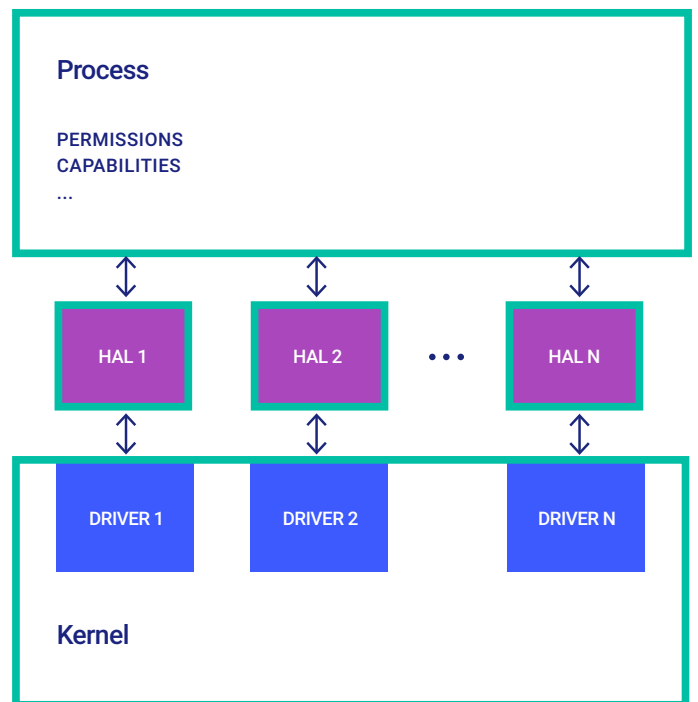 Process
PERMISSIONS
CAPABILITIES
...
HAL 1
HAL 2
...
HAL N
DRIVER 1
DRIVER 2
DRIVER N
Kernel